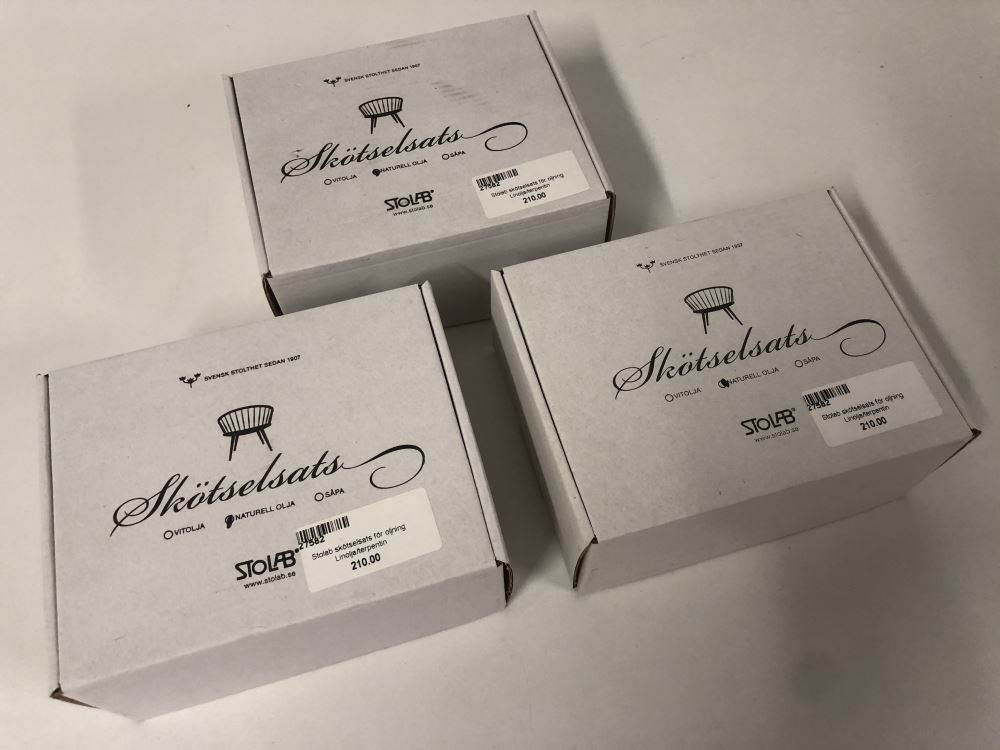 SVENSK STOLTHET SEDAN 1907
Skötselsats
VITOLJA NATURELL OLJA SÅPA
STOLAB
www.stolab.se
27582
Stolab skötselsats för oljning
Linolja/terpentin
210.00
SVENSK STOLTHET SEDAN 1907
Skötselsats
VITOLJA NATURELL OLJA SÅPA
STOLAB
www.stolab.se
27582
Stolab skötselsats för oljning
Linolja/terpentin
210.00
SVENSK STOLTHET SEDAN 1907
Skötselsats
VITOLJA NATURELL OLJA SÅPA
STOLAB
www.stolab.se
27582
Stolab skötselsats för oljning
Linolja/terpentin
210.00